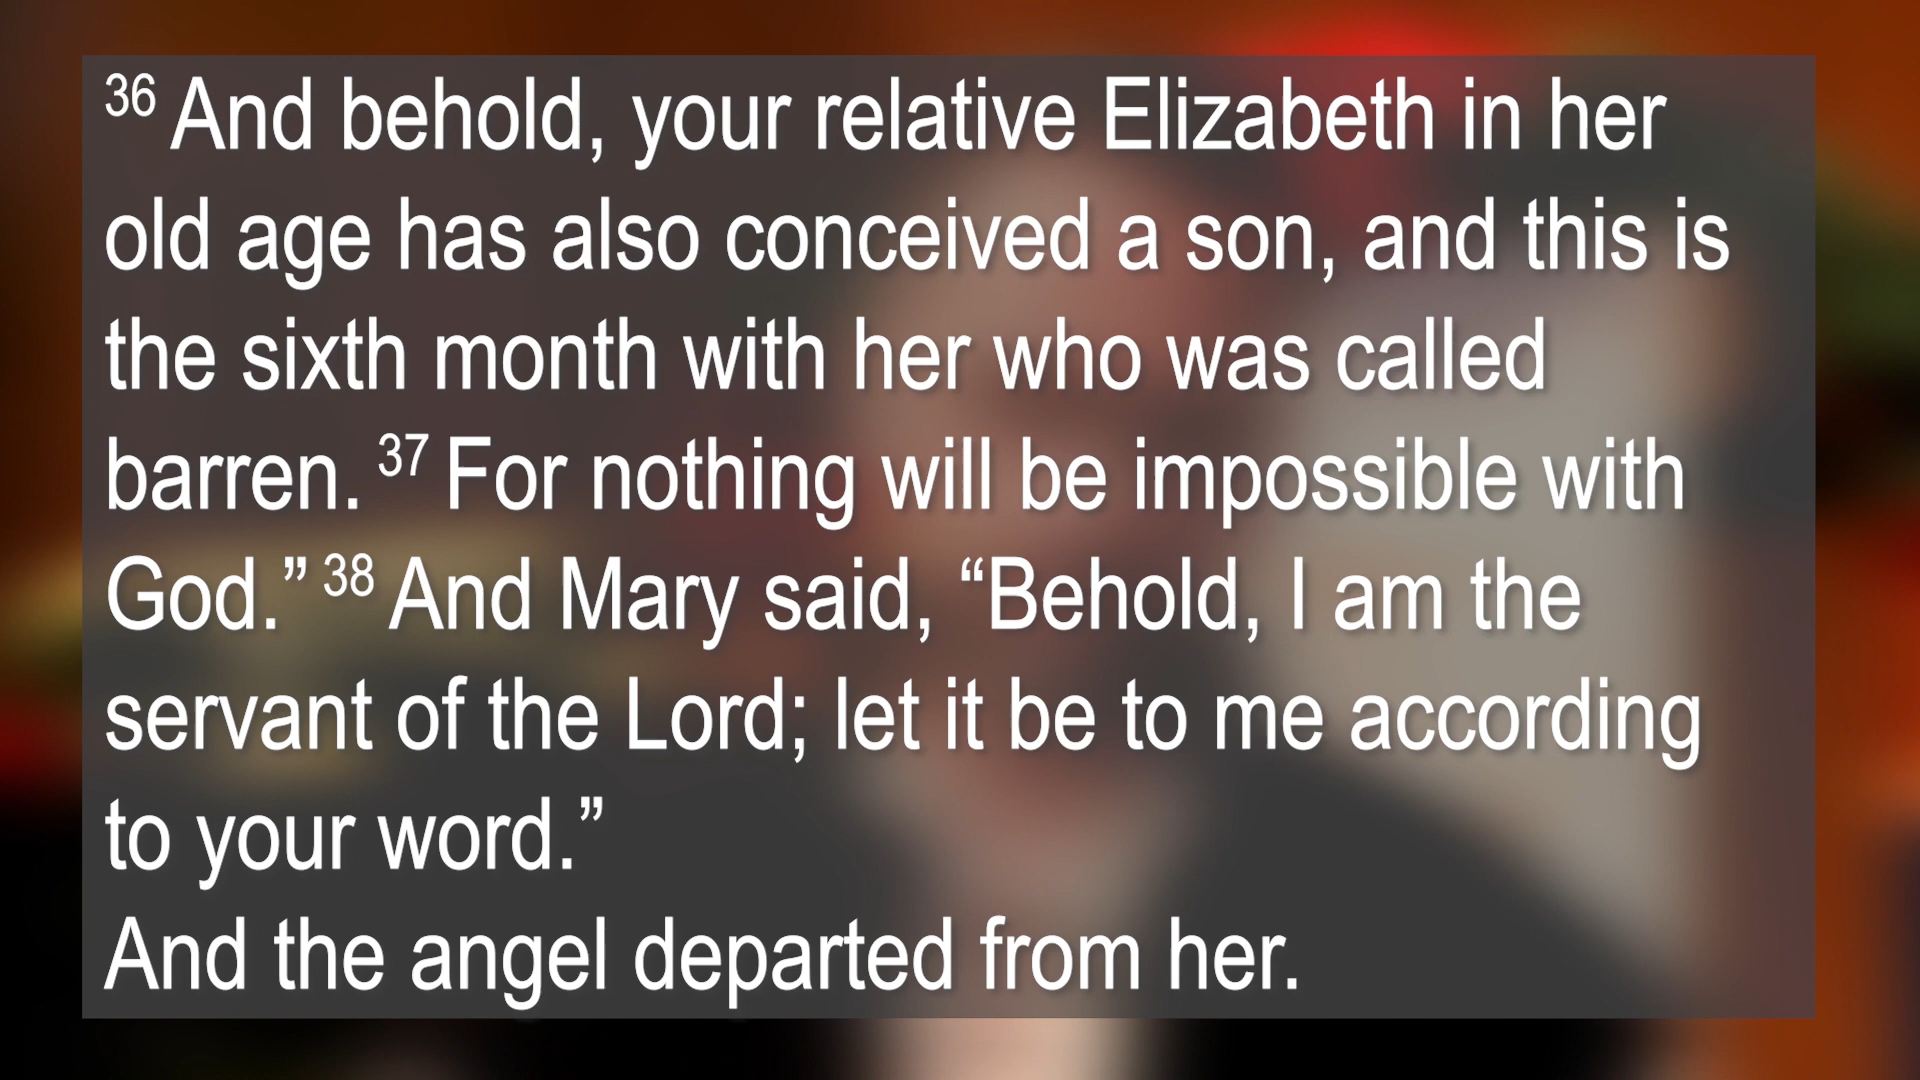 36 And behold, your relative Elizabeth in her
old age has also conceived a son, and this is
the sixth month with her who was called
barren. 37 For nothing will be impossible with
God.” 38 And Mary said, “Behold, I am the
servant of the Lord; let it be to me according
to your word.”
And the angel departed from her.